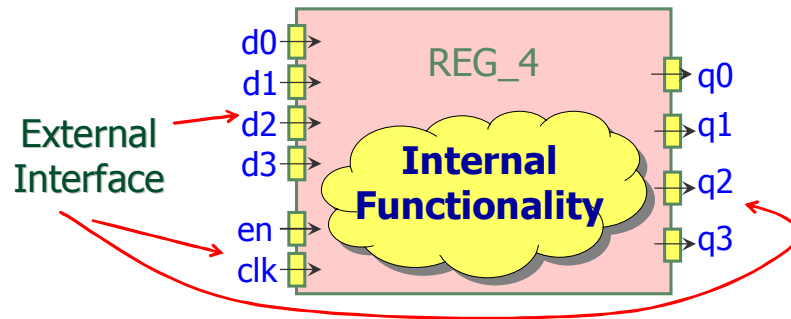 d0
d1
d2
d3
en
clk
External
Interface
REG_4
Internal
Functionality
q0
q1
q2
q3